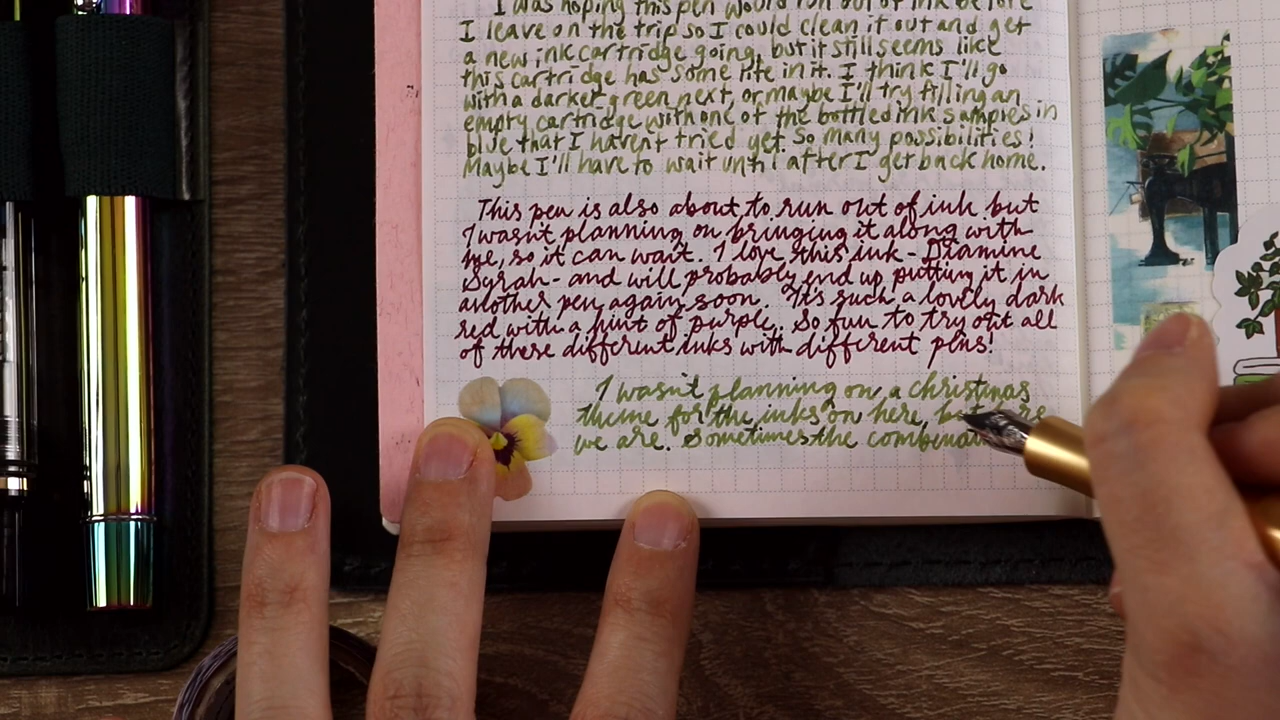 I was hoping this pen would run out of ink before
I leave on the trip so I could clean it out and get
a new ink cartridge going, but it still seems like
this cartridge has some life in it. I think I'll go
with a darker green next, or maybe I'll try filling an
empty cartridge with one of the bottled ink samples in
blue that I haven't tried yet. So many possibilities!
Maybe I'll have to wait until after I get back home.
This pen is also about to run out of ink but
I wasn't planning on bringing it along with
me, so it can wait. I love this ink - Diamine
Syrah - and will probably end up putting it in
another pen again soon. It's such a lovely dark
red with a hint of purple. So fun to try out all
of these different inks with different pens!
I wasn't planning on a christmas
theme for the inks on here, but
we are. Sometimes the